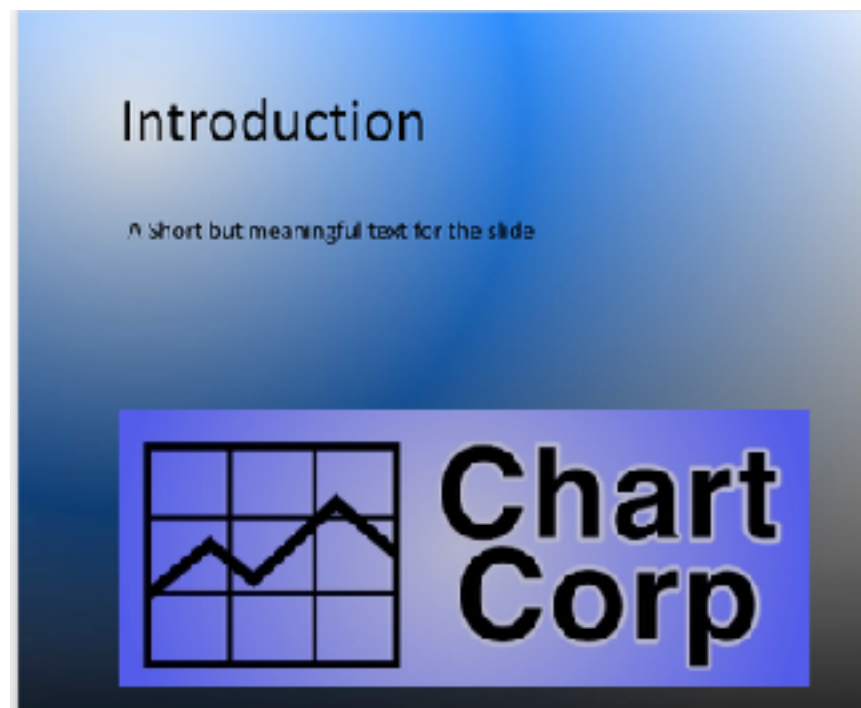 Introduction
A Short but meaningful text for the slide
Chart
Corp